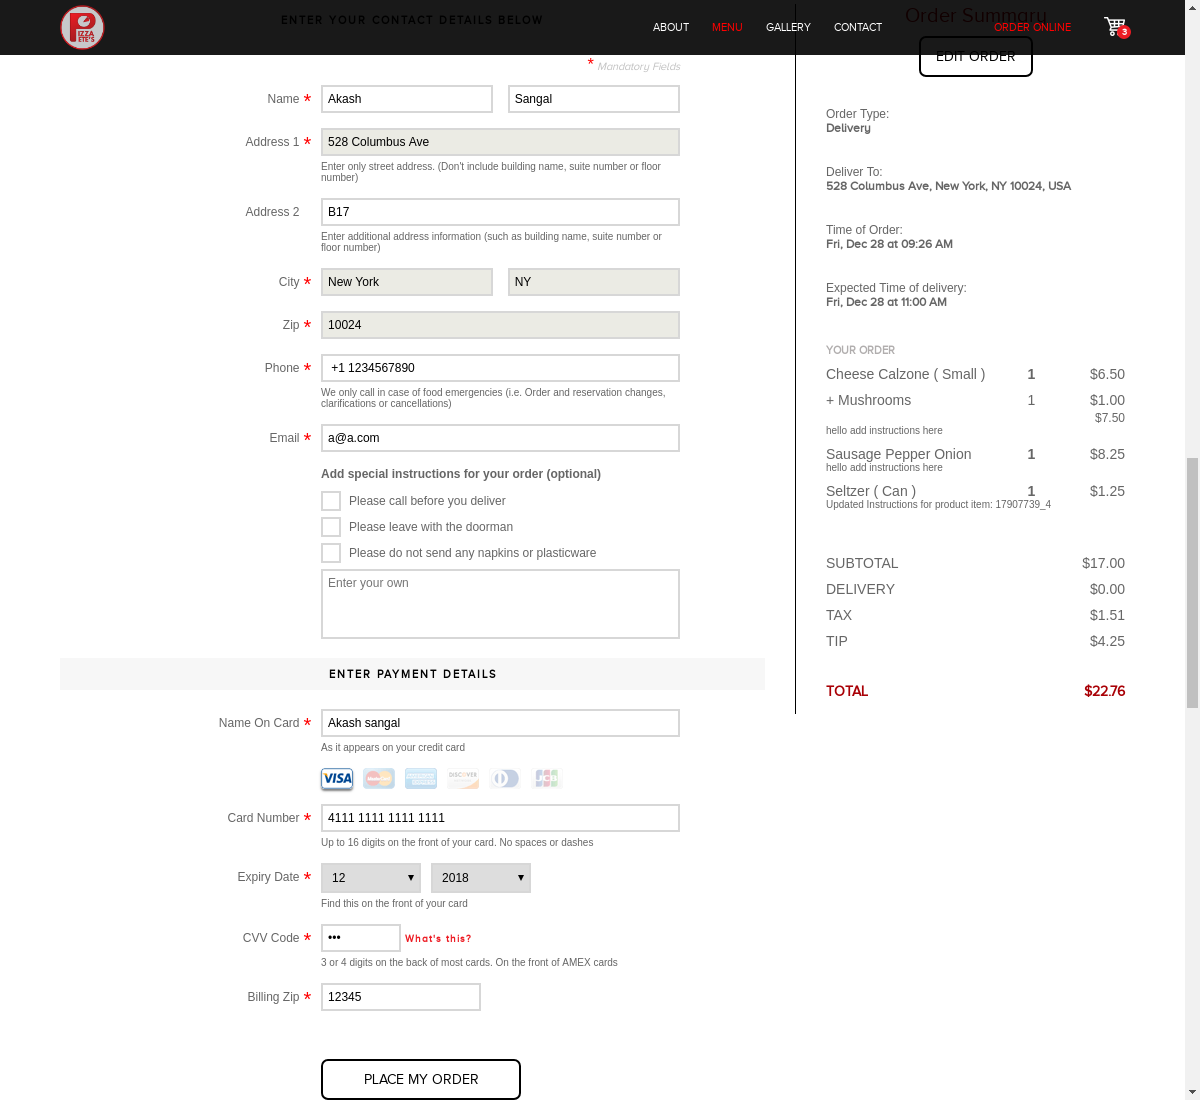 PIZZA
PETE'S
ABOUT MENU GALLERY CONTACT ORDER ONLINE 3
ENTER YOUR CONTACT DETAILS BELOW
* Mandatory Fields
Name * Akash Sangal
Address 1 * 528 Columbus Ave
Enter only street address. (Don't include building name, suite number or floor
number)
Address 2 B17
Enter additional address information (such as building name, suite number or
floor number)
City * New York NY
Zip * 10024
Phone * +1 1234567890
We only call in case of food emergencies (i.e. Order and reservation changes,
clarifications or cancellations)
Email * a@a.com
Add special instructions for your order (optional)
Please call before you deliver
Please leave with the doorman
Please do not send any napkins or plasticware
Enter your own
ENTER PAYMENT DETAILS
Name On Card * Akash sangal
As it appears on your credit card
VISA MasterCard AMERICAN EXPRESS DISCOVER JCB
Card Number * 4111 1111 1111 1111
Up to 16 digits on the front of your card. No spaces or dashes
Expiry Date * 12 2018
Find this on the front of your card
CVV Code * ••• What's this?
3 or 4 digits on the back of most cards. On the front of AMEX cards
Billing Zip * 12345
PLACE MY ORDER
Order Summary
EDIT ORDER
Order Type:
Delivery
Deliver To:
528 Columbus Ave, New York, NY 10024, USA
Time of Order:
Fri, Dec 28 at 09:26 AM
Expected Time of delivery:
Fri, Dec 28 at 11:00 AM
YOUR ORDER
Cheese Calzone ( Small ) 1 $6.50
+ Mushrooms 1 $1.00
$7.50
hello add instructions here
Sausage Pepper Onion 1 $8.25
hello add instructions here
Seltzer ( Can ) 1 $1.25
Updated Instructions for product item: 17907739_4
SUBTOTAL $17.00
DELIVERY $0.00
TAX $1.51
TIP $4.25
TOTAL $22.76